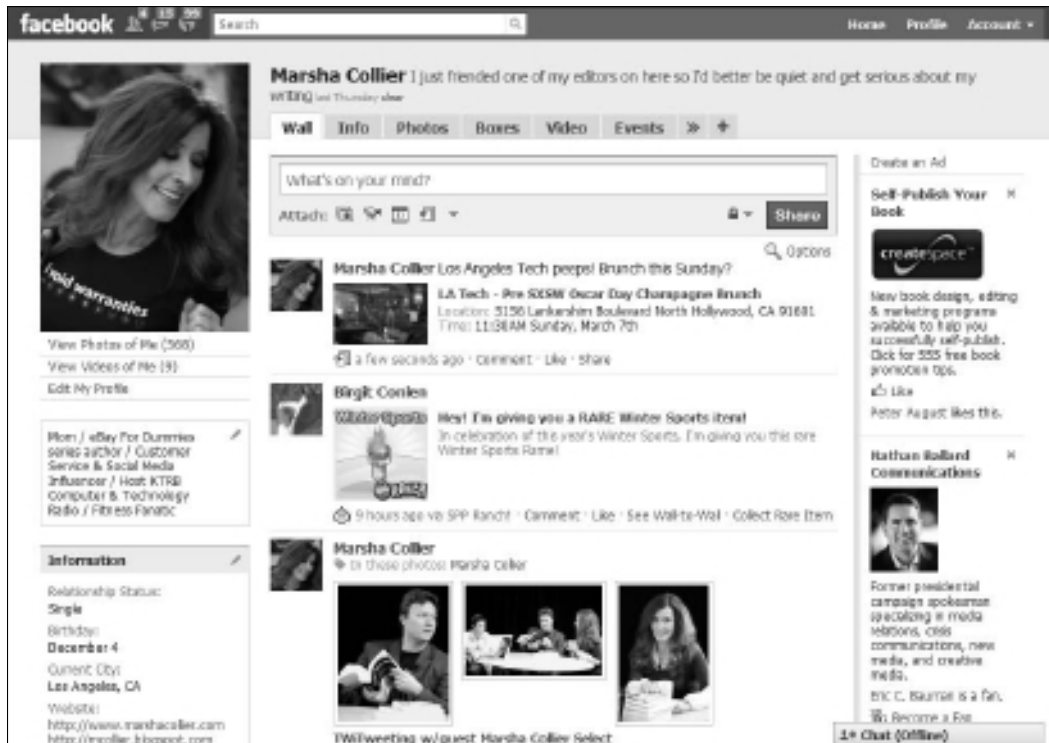 facebook
Search
Home Profile Account
Marsha Collier I just friended one of my editors on here so I'd better be quiet and get serious about my
writing last Thursday clear
Wall Info Photos Boxes Video Events » +
What's on your mind?
Attach:
Share
Options
I void warranties
View Photos of Me (568)
View Videos of Me (9)
Edit My Profile
Mom / eBay For Dummies
series author / Customer
Service & Social Media
Influencer / Host KTRB
Computer & Technology
Radio / Fitness Fanatic
Information
Relationship Status:
Single
Birthday:
December 4
Current City:
Los Angeles, CA
Website:
http://www.marshacollier.com
http://mcollier.blogspot.com
Marsha Collier Los Angeles Tech peeps! Brunch this Sunday?
LA Tech - Pre SXSW Oscar Day Champagne Brunch
Location: 5156 Lankershim Boulevard North Hollywood, CA 91601
Time: 11:30AM Sunday, March 7th
a few seconds ago · Comment · Like · Share
Birgit Conlen
Winter Sports
Hey! I'm giving you a RARE Winter Sports item!
In celebration of this year's Winter Sports, I'm giving you this rare
Winter Sports Rame!
9 hours ago via SPP Ranch! · Comment · Like · See Wall-to-Wall · Collect Rare Item
Marsha Collier
In these photos: Marsha Collier
TWiTweeting w/guest Marsha Collier Select
Create an Ad
Self-Publish Your
Book
createspace
New book design, editing
& marketing programs
available to help you
successfully self-publish.
Click for 555 free book
promotion tips.
Like
Peter August likes this.
Nathan Ballard
Communications
Former presidential
campaign spokesman
specializing in media
relations, crisis
communications, new
media, and creative
media.
Eric C. Bauman is a fan.
Become a Fan
Chat (Offline)